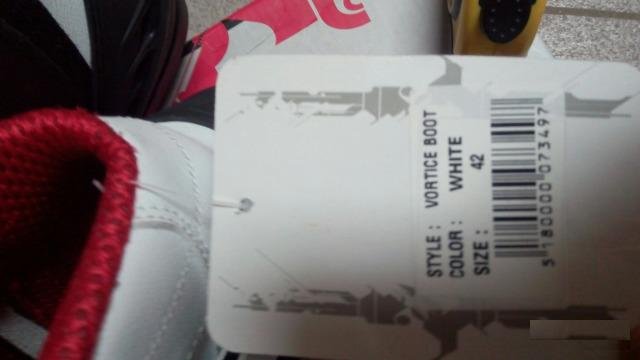 STYLE : VORTICE BOOT
COLOR : WHITE
SIZE : 42
5 180000 073497